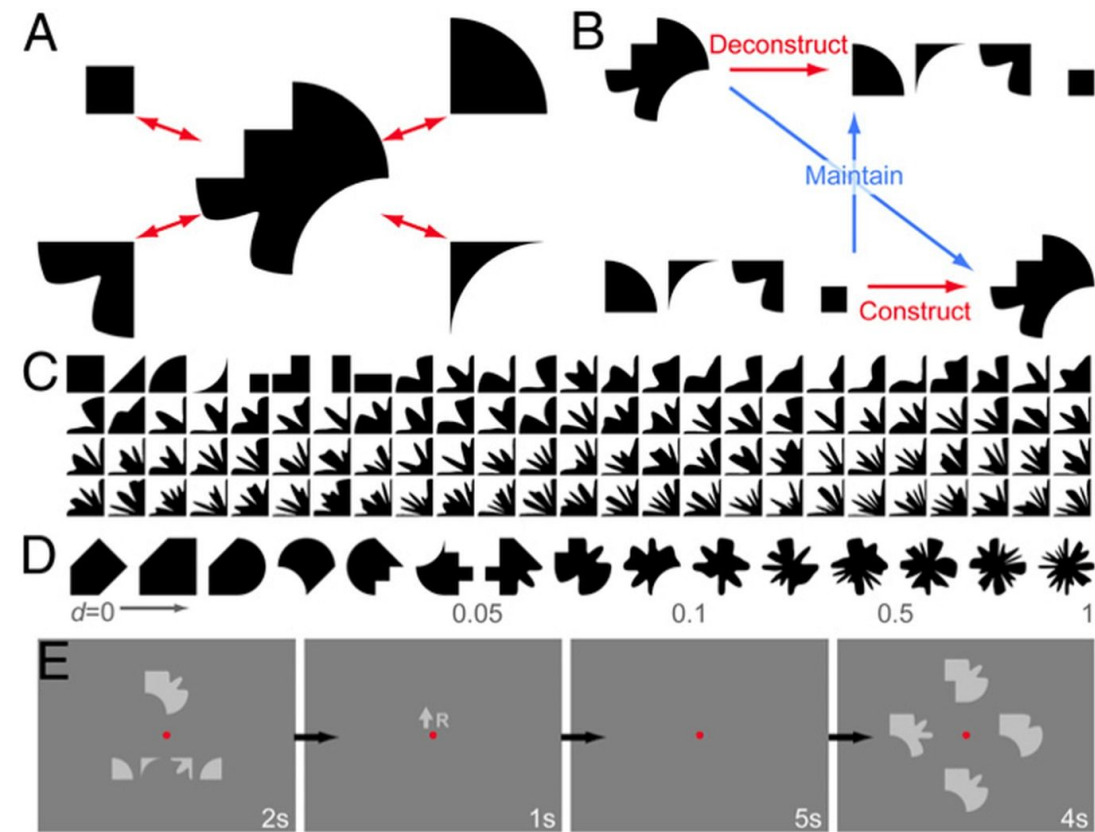 A
B
Deconstruct
Maintain
Construct
C
D
d=0
0.05
0.1
0.5
1
E
R
2s
1s
5s
4s